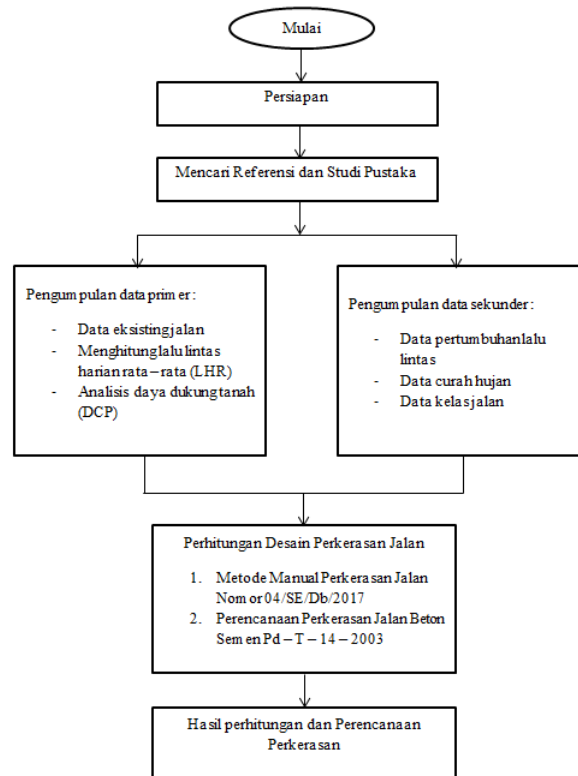 Mulai
Persiapan
Mencari Referensi dan Studi Pustaka
Pengumpulan data primer :
- Data eksisting jalan
- Menghitung lalu lintas
harian rata – rata (LHR)
- Analisis daya dukung tanah
(DCP)
Pengumpulan data sekunder :
- Data pertumbuhan lalu
lintas
- Data curah hujan
- Data kelas jalan
Perhitungan Desain Perkerasan Jalan
1. Metode Manual Perkerasan Jalan
Nomor 04/SE/Db/2017
2. Perencanaan Perkerasan Jalan Beton
Semen Pd – T – 14 – 2003
Hasil perhitungan dan Perencanaan
Perkerasan